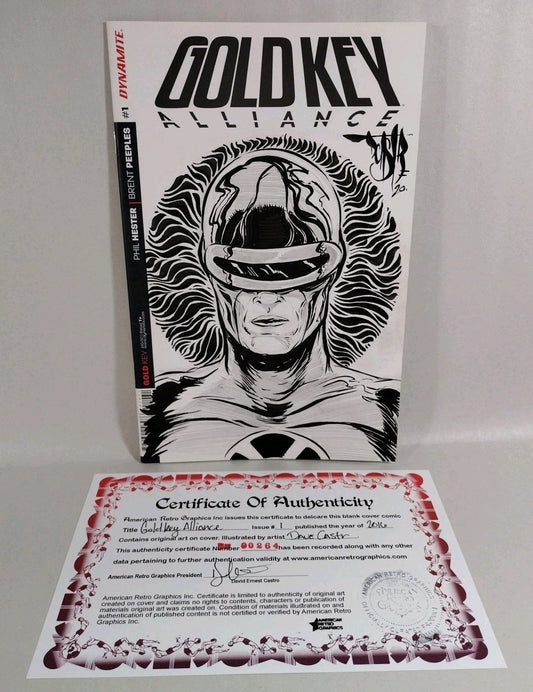 GOLD KEY
ALLIANCE
DYNAMITE
#1
PHIL HESTER | BRENT PEEPLES
GOLD KEY
20.
Certificate Of Authenticity
American Retro Graphics Inc issues this certificate to delcare this blank cover comic
Title Gold Key Alliance Issue # 1 published the year of 2016
Contains original art on cover, illustrated by artist Dave Castr
This authenticity certificate Number 00264 has been recorded along with any other
data pertaining to further authentication validity at www.americanretrographics.com
American Retro Graphics President
David Ernest Castro
American Retro Graphics Inc. Certificate is limited to authenticity of original art
created on cover and claims no rights to contents, characters or publication of
materials original art was created on. Condition of materials illustrated on and
authentication of published content is not certified or verified by American Retro
Graphics Inc.
AMERICAN
RETRO
GRAPHICS